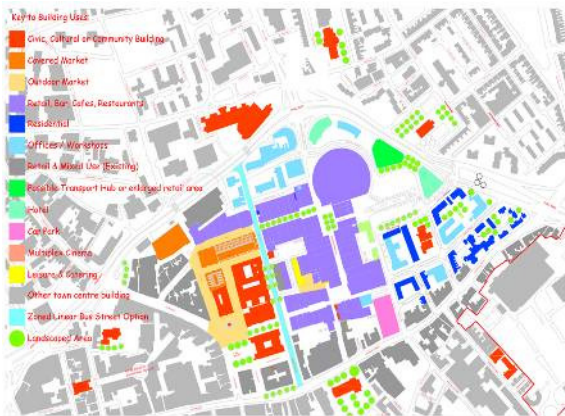 Key to Building Uses:
Civic, Cultural or Community Building
Covered Market
Outdoor Market
Retail, Bar, Cafes, Restaurants
Residential
Offices / Workshops
Retail & Mixed Use (Existing)
Possible Transport Hub or enlarged retail area
Hotel
Car Park
Multiplex Cinema
Leisure & Catering
Other town centre building
Zoned Linear Bus Street Option
Landscaped Area